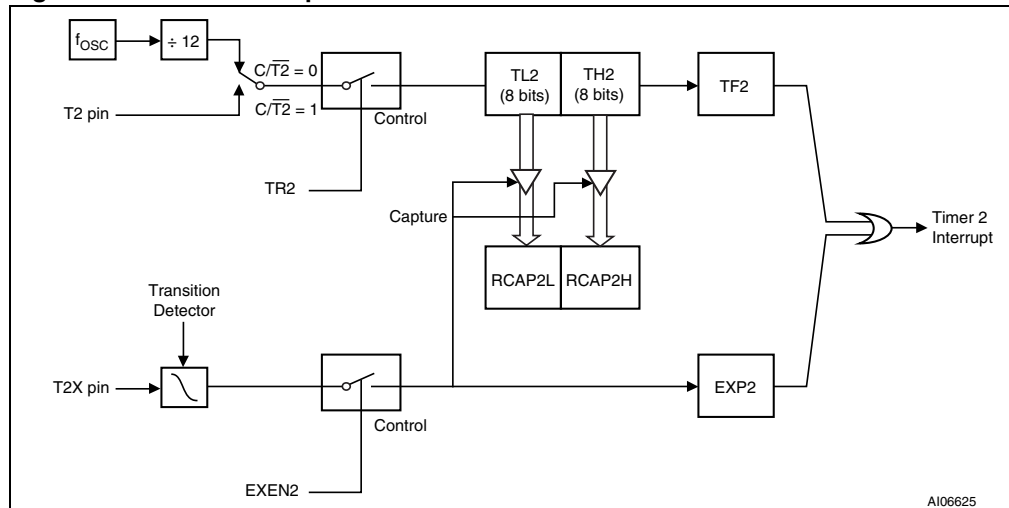 fOSC
÷ 12
C/T2 = 0
T2 pin
C/T2 = 1
Control
TR2
TL2
(8 bits)
TH2
(8 bits)
TF2
Capture
Timer 2
Interrupt
RCAP2L
RCAP2H
Transition
Detector
T2X pin
Control
EXP2
EXEN2
AI06625